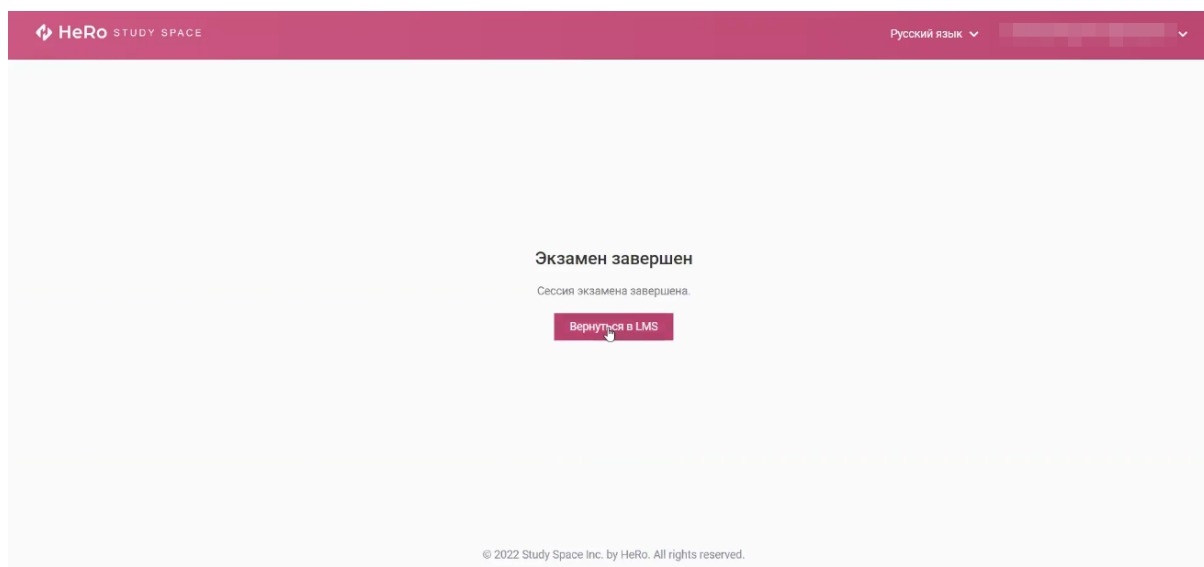 HeRo STUDY SPACE
Русский язык
Экзамен завершен
Сессия экзамена завершена.
Вернуться в LMS
© 2022 Study Space Inc. by HeRo. All rights reserved.